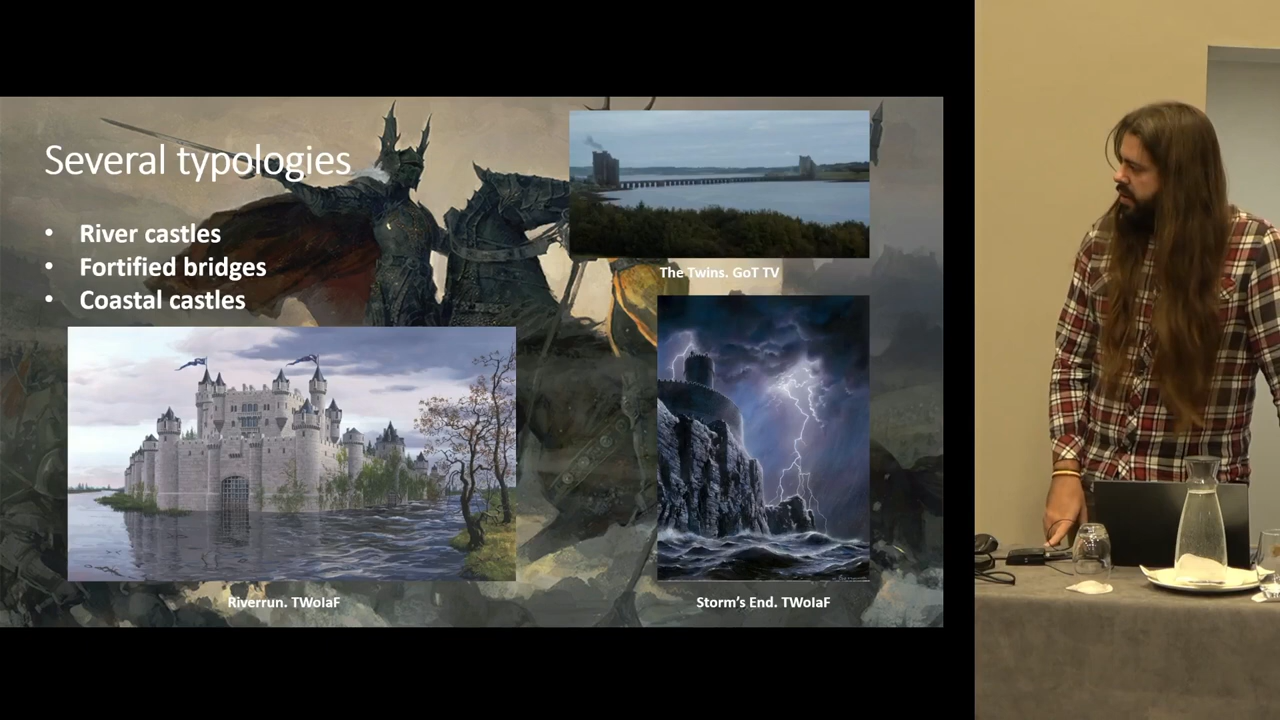 Several typologies
• River castles
• Fortified bridges
• Coastal castles
The Twins. GoT TV
Riverrun. TWoIaF
Storm's End. TWoIaF